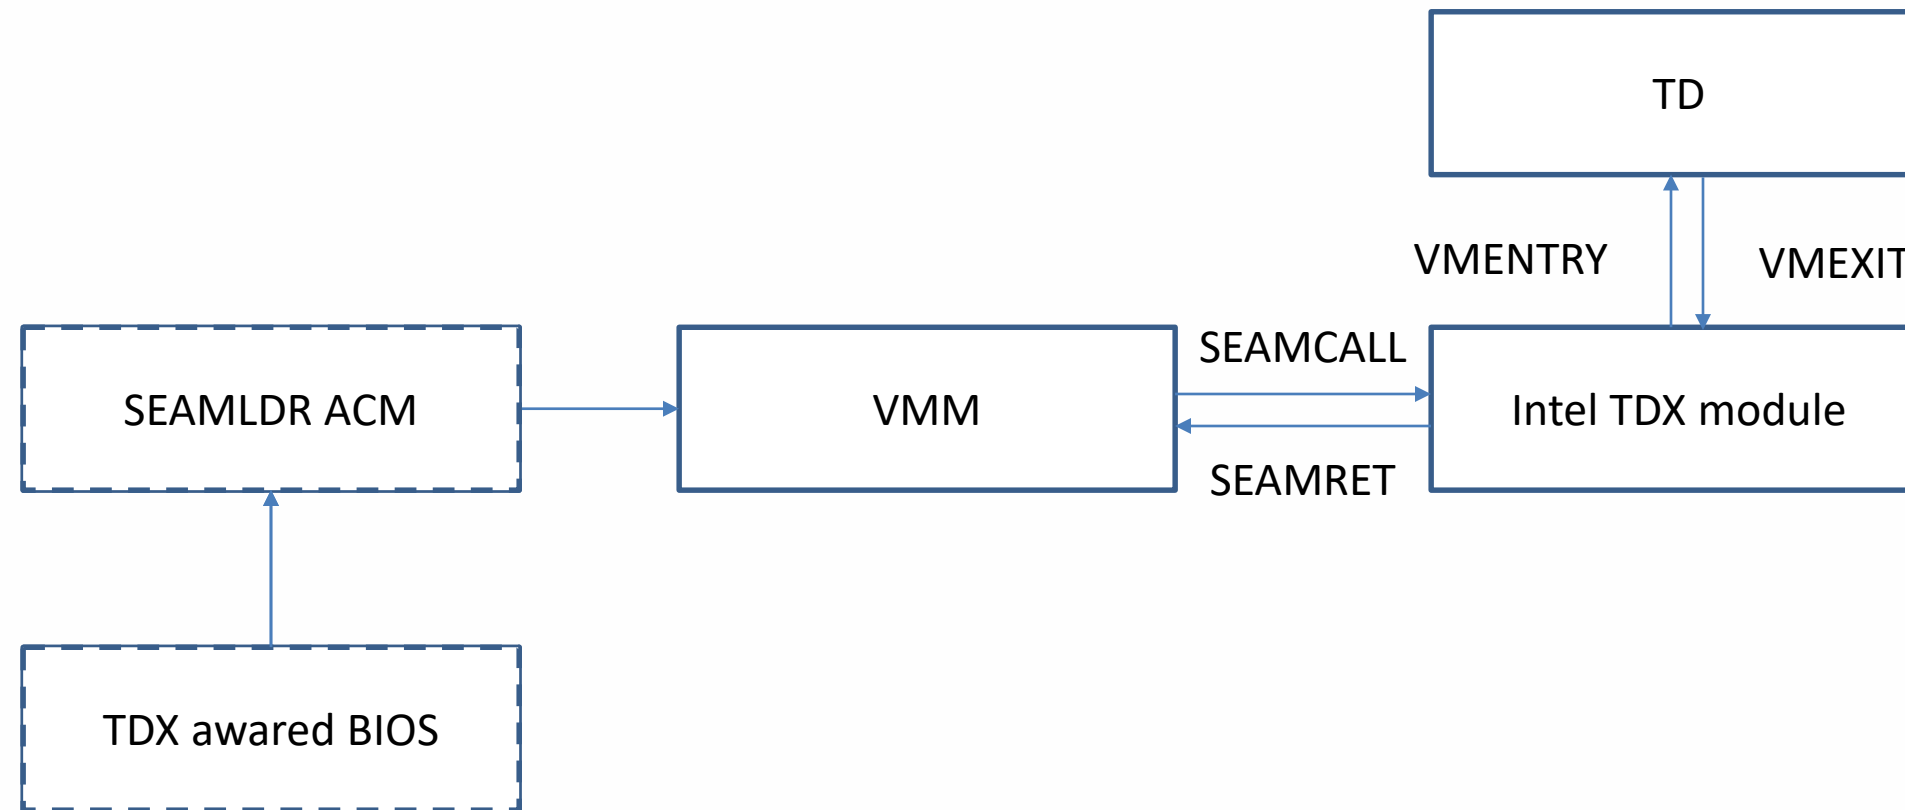 TD
VMENTRY
VMEXIT
SEAMCALL
SEAMLDR ACM
VMM
Intel TDX module
SEAMRET
TDX awared BIOS